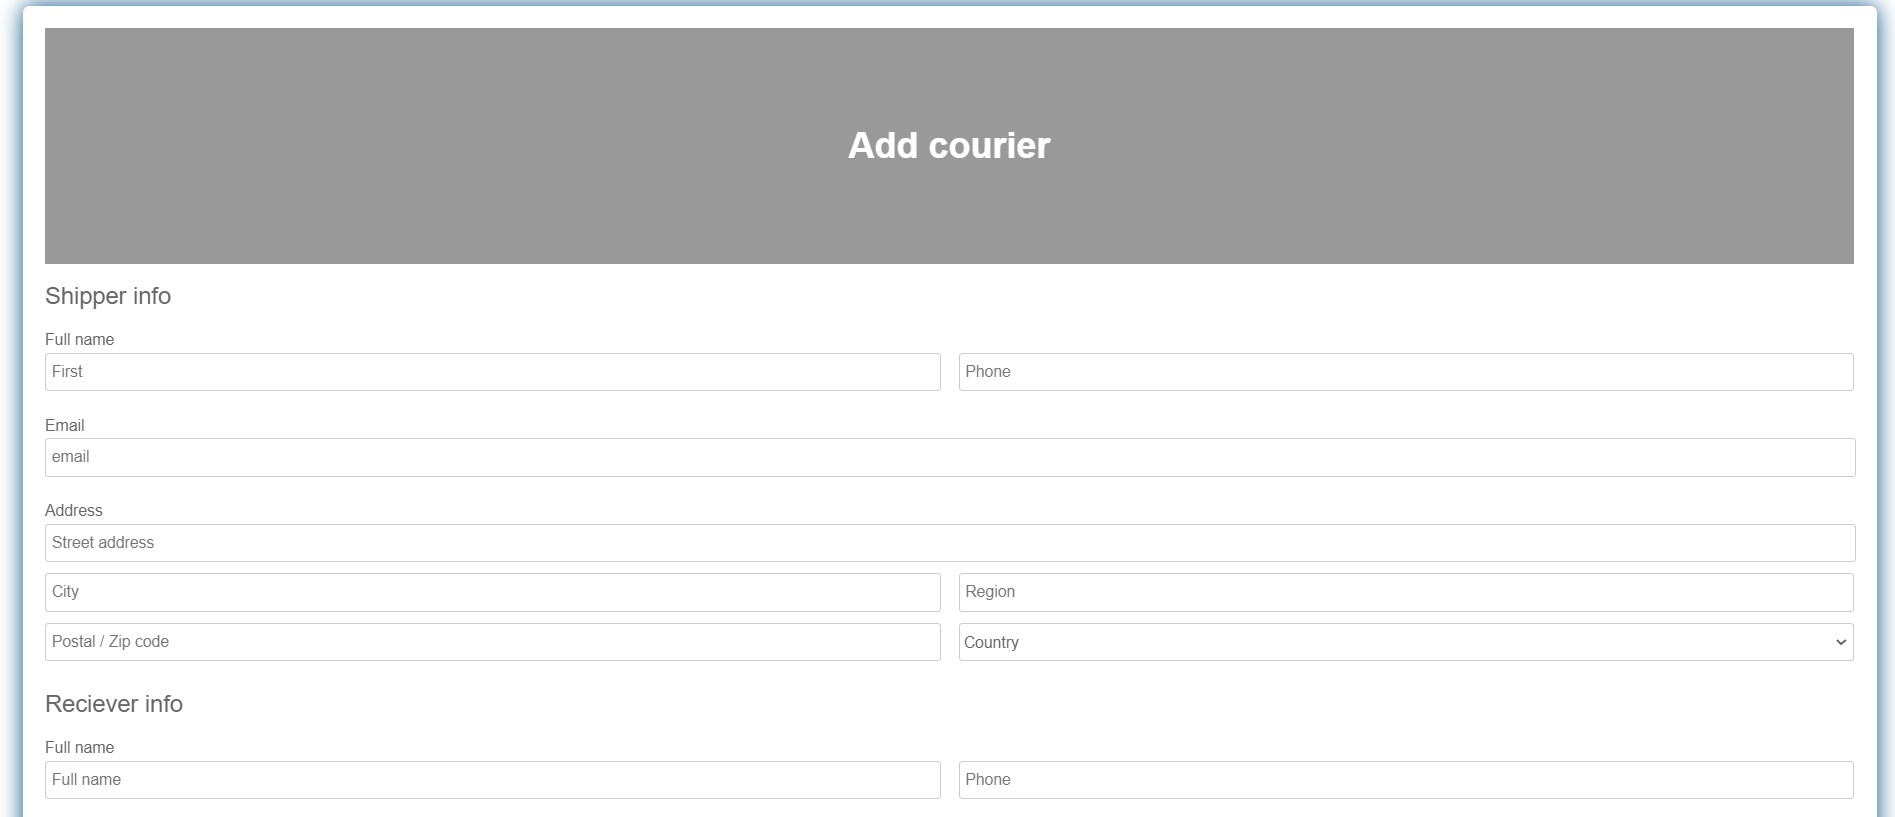 Add courier
Shipper info
Full name
First Phone
Email
email
Address
Street address
City Region
Postal / Zip code Country
Reciever info
Full name
Full name Phone